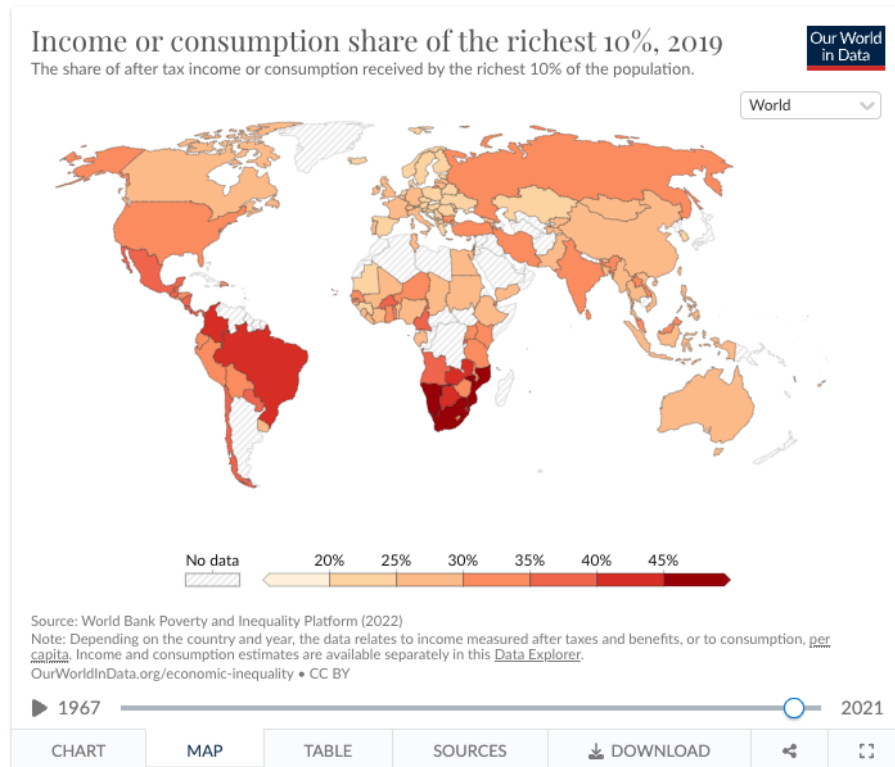 Income or consumption share of the richest 10%, 2019
The share of after tax income or consumption received by the richest 10% of the population.
Our World
in Data
World
No data
20%
25%
30%
35%
40%
45%
Source: World Bank Poverty and Inequality Platform (2022)
Note: Depending on the country and year, the data relates to income measured after taxes and benefits, or to consumption, per
capita. Income and consumption estimates are available separately in this Data Explorer.
OurWorldInData.org/economic-inequality • CC BY
1967
2021
CHART
MAP
TABLE
SOURCES
DOWNLOAD